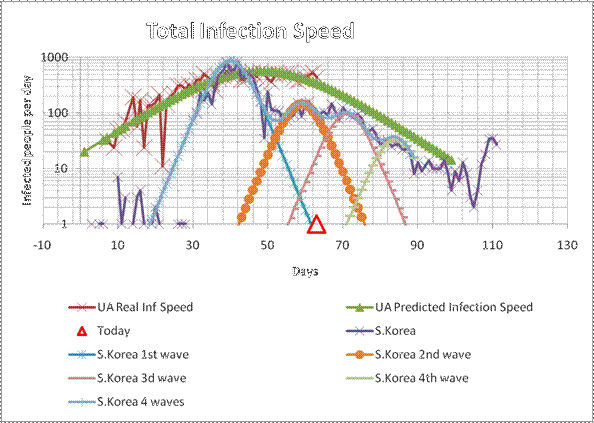 Total Infection Speed
Infected people per day
1000
100
10
1
-10 10 30 50 70 90 110 130
Days
UA Real Inf Speed UA Predicted Infection Speed
Today S.Korea
S.Korea 1st wave S.Korea 2nd wave
S.Korea 3d wave S.Korea 4th wave
S.Korea 4 waves